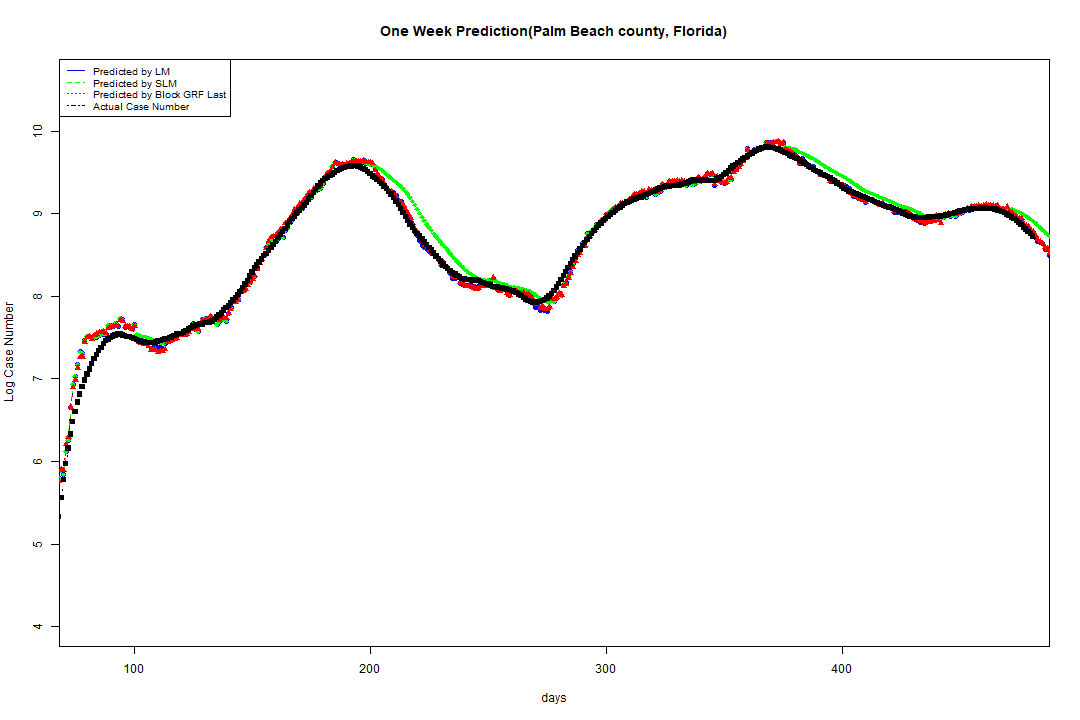 One Week Prediction(Palm Beach county, Florida)
Predicted by LM
Predicted by SLM
Predicted by Block GRF Last
Actual Case Number
10
9
8
7
6
5
4
Log Case Number
100 200 300 400
days